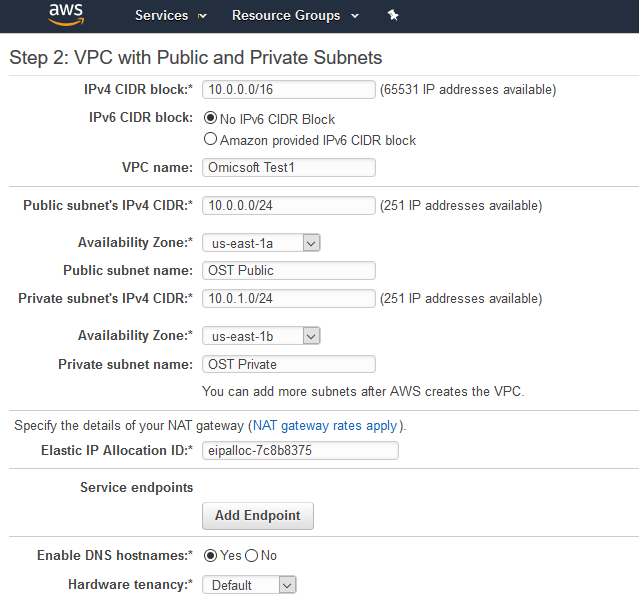 aws Services Resource Groups
Step 2: VPC with Public and Private Subnets
IPv4 CIDR block:* 10.0.0.0/16 (65531 IP addresses available)
IPv6 CIDR block: No IPv6 CIDR Block
Amazon provided IPv6 CIDR block
VPC name: Omicsoft Test1
Public subnet's IPv4 CIDR:* 10.0.0.0/24 (251 IP addresses available)
Availability Zone:* us-east-1a
Public subnet name: OST Public
Private subnet's IPv4 CIDR:* 10.0.1.0/24 (251 IP addresses available)
Availability Zone:* us-east-1b
Private subnet name: OST Private
You can add more subnets after AWS creates the VPC.
Specify the details of your NAT gateway (NAT gateway rates apply).
Elastic IP Allocation ID:* eipalloc-7c8b8375
Service endpoints
Add Endpoint
Enable DNS hostnames:* Yes No
Hardware tenancy:* Default